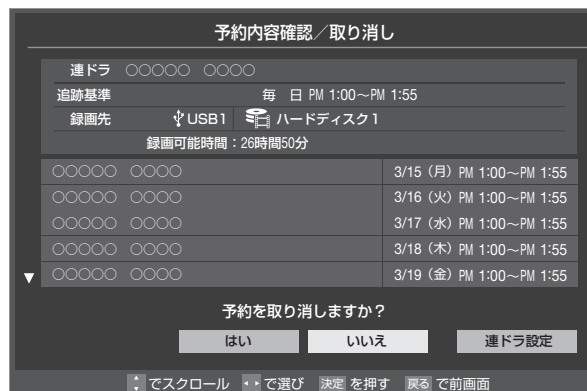 予約内容確認／取り消し
連ドラ ○○○○○ ○○○○
追跡基準 毎 日 PM 1:00～PM 1:55
録画先 USB1 ハードディスク1
録画可能時間：26時間50分
○○○○○ ○○○○ 3/15（月）PM 1:00～PM 1:55
○○○○○ ○○○○ 3/16（火）PM 1:00～PM 1:55
○○○○○ ○○○○ 3/17（水）PM 1:00～PM 1:55
○○○○○ ○○○○ 3/18（木）PM 1:00～PM 1:55
▼ ○○○○○ ○○○○ 3/19（金）PM 1:00～PM 1:55
予約を取り消しますか？
はい いいえ 連ドラ設定
でスクロール で選び 決定 を押す 戻る で前画面